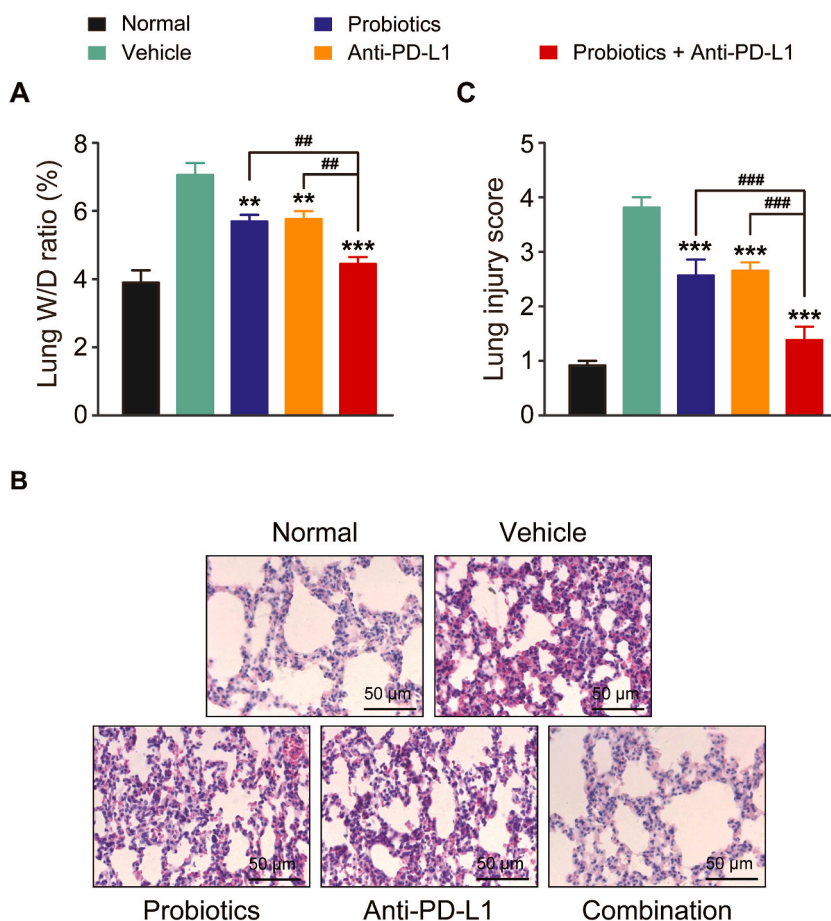 Normal
Probiotics
Vehicle
Anti-PD-L1
Probiotics + Anti-PD-L1
A
Lung W/D ratio (%)
8
6
4
2
0
##
##
**
**
***
C
Lung injury score
5
4
3
2
1
0
###
###
***
***
***
B
Normal
Vehicle
50 µm
50 µm
50 µm
50 µm
50 µm
Probiotics
Anti-PD-L1
Combination